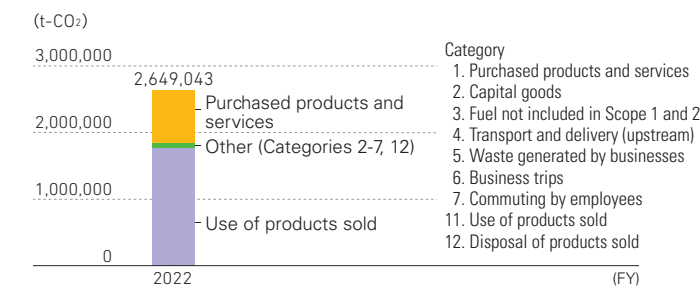 (t-CO₂)
3,000,000
2,649,043
Purchased products and
services
2,000,000
Other (Categories 2-7, 12)
1,000,000
Use of products sold
0
2022
(FY)
Category
1. Purchased products and services
2. Capital goods
3. Fuel not included in Scope 1 and 2
4. Transport and delivery (upstream)
5. Waste generated by businesses
6. Business trips
7. Commuting by employees
11. Use of products sold
12. Disposal of products sold